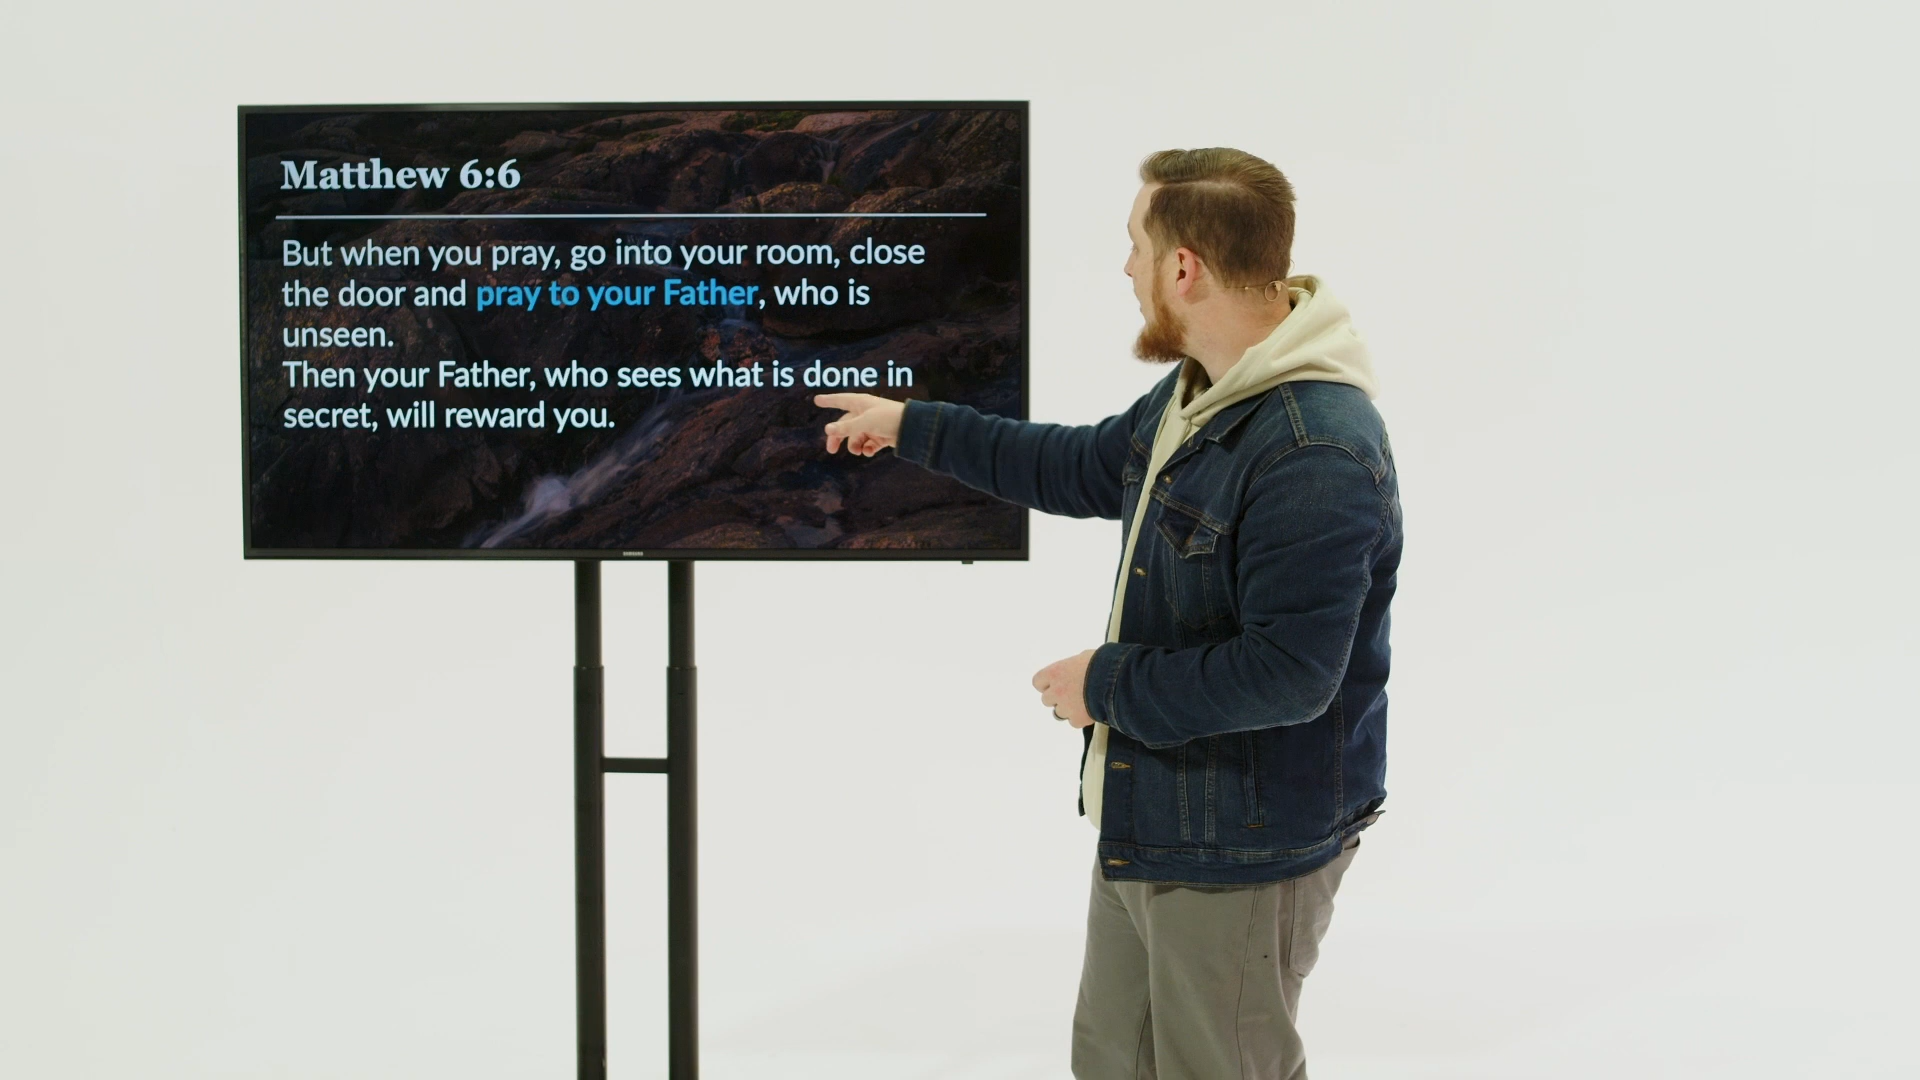 Matthew 6:6
But when you pray, go into your room, close
the door and pray to your Father, who is
unseen.
Then your Father, who sees what is done in
secret, will reward you.
SAMSUNG